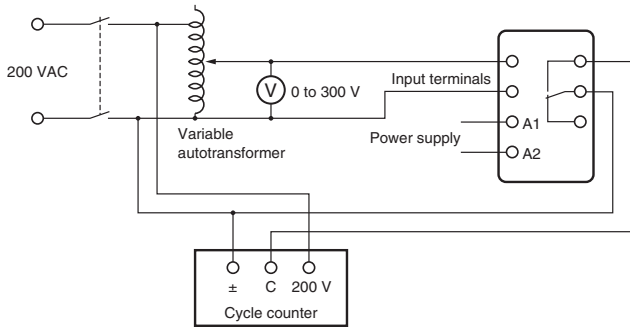 200 VAC
V
0 to 300 V
Input terminals
Variable
autotransformer
A1
Power supply
A2
± C 200 V
Cycle counter